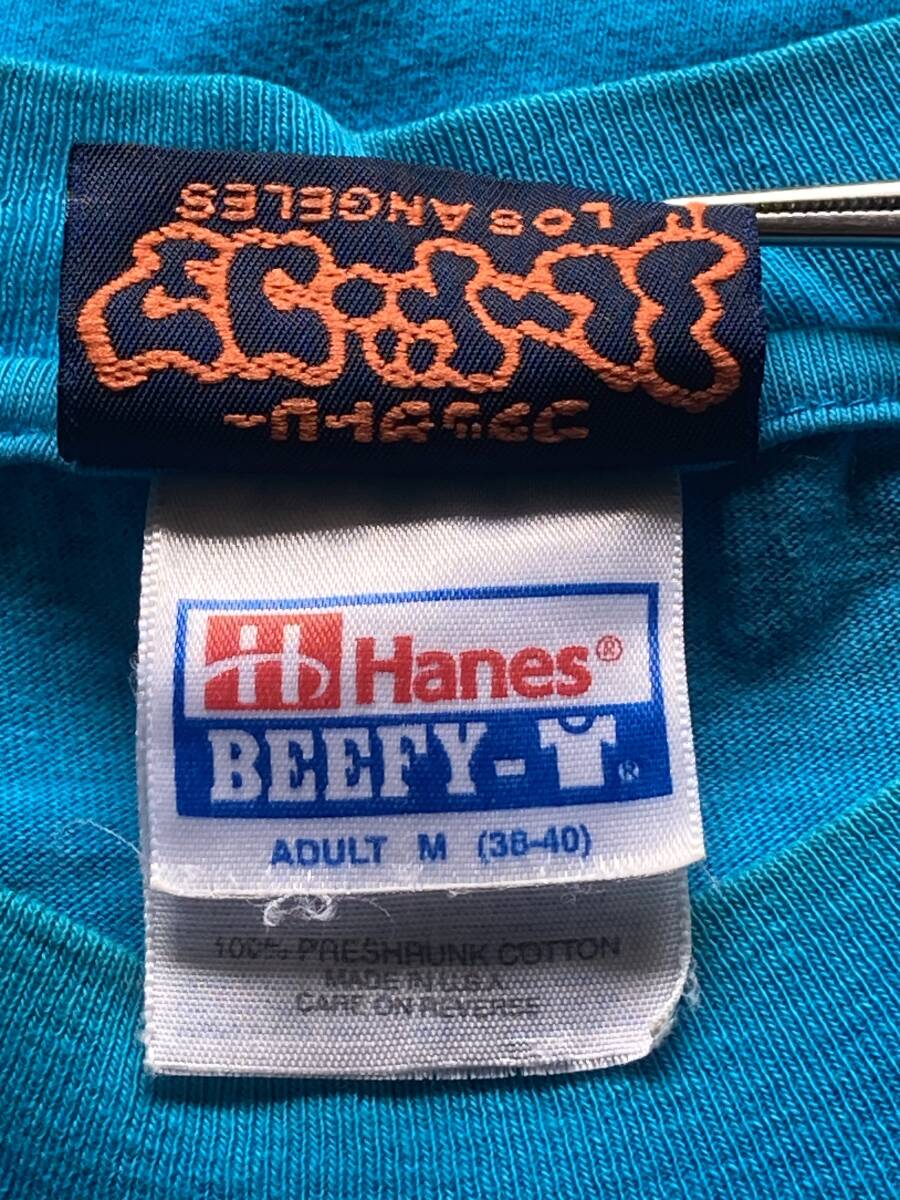 LOS ANGELES
Hanes®
BEEFY-T®
ADULT M (38-40)
100% PRESHRUNK COTTON
MADE IN U.S.A.
CARE ON REVERSE